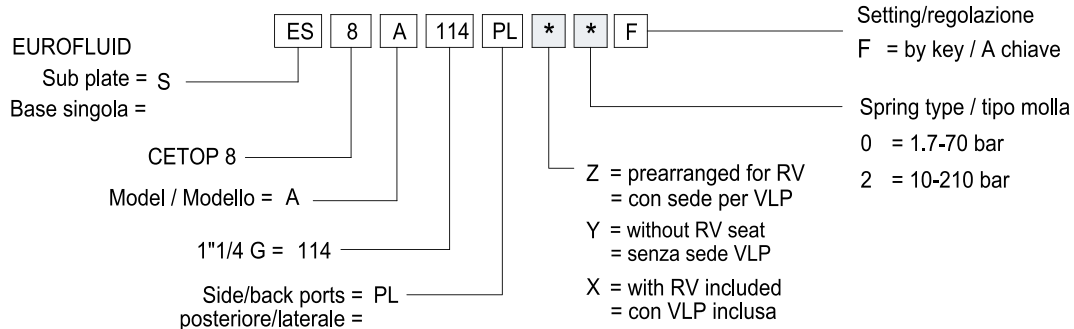 ES 8 A 114 PL * * F
Setting/regolazione
F = by key / A chiave
EUROFLUID
Sub plate = S
Base singola =
Spring type / tipo molla
0 = 1.7-70 bar
2 = 10-210 bar
CETOP 8
Z = prearranged for RV
= con sede per VLP
Model / Modello = A
Y = without RV seat
= senza sede VLP
1"1/4 G = 114
X = with RV included
= con VLP inclusa
Side/back ports = PL
posteriore/laterale =